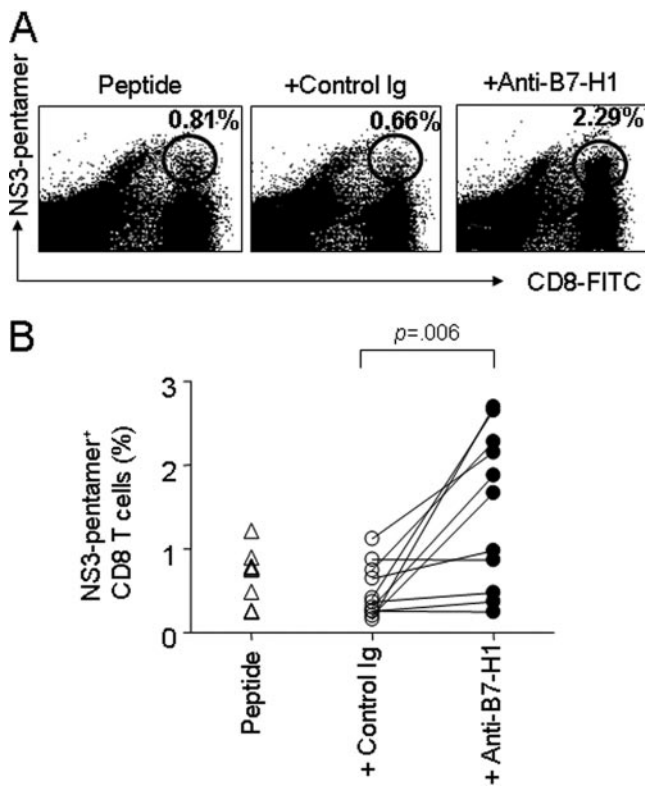 A
Peptide
+Control Ig
+Anti-B7-H1
0.81%
0.66%
2.29%
NS3-pentamer
CD8-FITC
B
p=.006
3
2
1
0
NS3-pentamer+
CD8 T cells (%)
Peptide
+ Control Ig
+ Anti-B7-H1